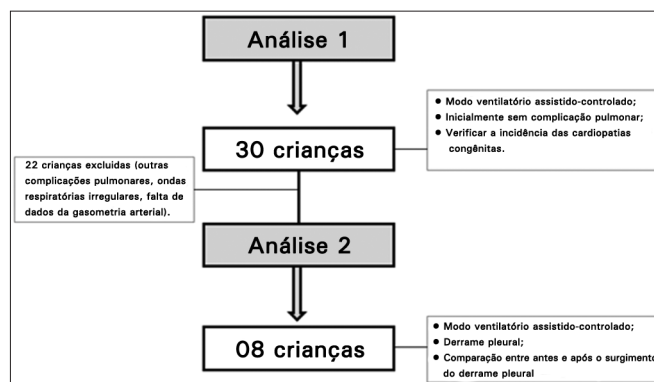 Análise 1
● Modo ventilatório assistido-controlado;
● Inicialmente sem complicação pulmonar;
● Verificar a incidência das cardiopatias
congênitas.
30 crianças
22 crianças excluidas (outras
complicações pulmonares, ondas
respiratórias irregulares, falta de
dados da gasometria arterial).
Análise 2
08 crianças
● Modo ventilatório assistido-controlado;
● Derrame pleural;
● Comparação entre antes e após o surgimento
do derrame pleural